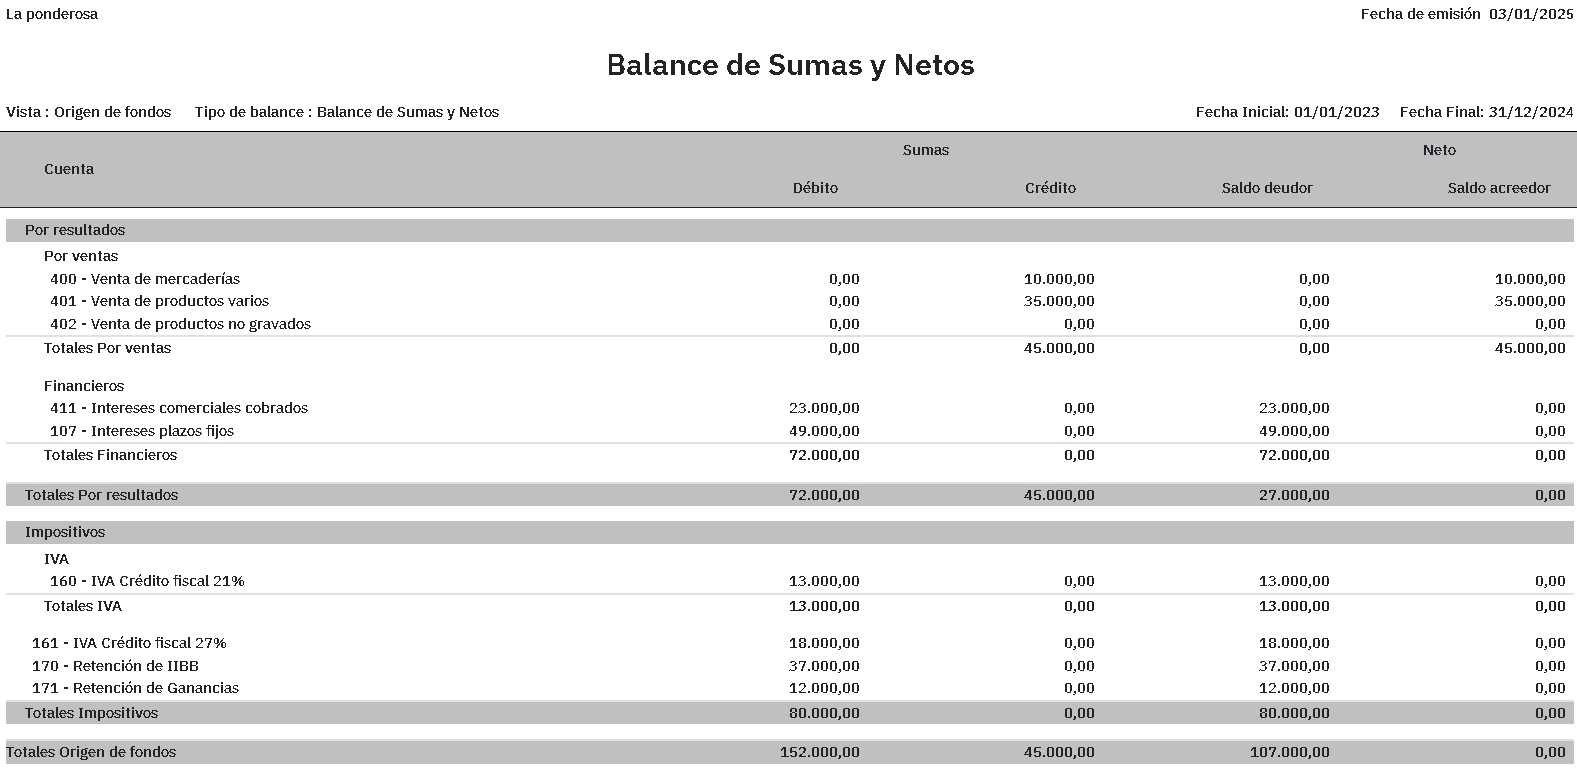 La ponderosa Fecha de emisión 03/01/2025
Balance de Sumas y Netos
Vista : Origen de fondos Tipo de balance : Balance de Sumas y Netos Fecha Inicial: 01/01/2023 Fecha Final: 31/12/2024
Sumas Neto
Cuenta
Débito Crédito Saldo deudor Saldo acreedor
Por resultados
Por ventas
400 - Venta de mercaderías 0,00 10.000,00 0,00 10.000,00
401 - Venta de productos varios 0,00 35.000,00 0,00 35.000,00
402 - Venta de productos no gravados 0,00 0,00 0,00 0,00
Totales Por ventas 0,00 45.000,00 0,00 45.000,00
Financieros
411 - Intereses comerciales cobrados 23.000,00 0,00 23.000,00 0,00
107 - Intereses plazos fijos 49.000,00 0,00 49.000,00 0,00
Totales Financieros 72.000,00 0,00 72.000,00 0,00
Totales Por resultados 72.000,00 45.000,00 27.000,00 0,00
Impositivos
IVA
160 - IVA Crédito fiscal 21% 13.000,00 0,00 13.000,00 0,00
Totales IVA 13.000,00 0,00 13.000,00 0,00
161 - IVA Crédito fiscal 27% 18.000,00 0,00 18.000,00 0,00
170 - Retención de IIBB 37.000,00 0,00 37.000,00 0,00
171 - Retención de Ganancias 12.000,00 0,00 12.000,00 0,00
Totales Impositivos 80.000,00 0,00 80.000,00 0,00
Totales Origen de fondos 152.000,00 45.000,00 107.000,00 0,00